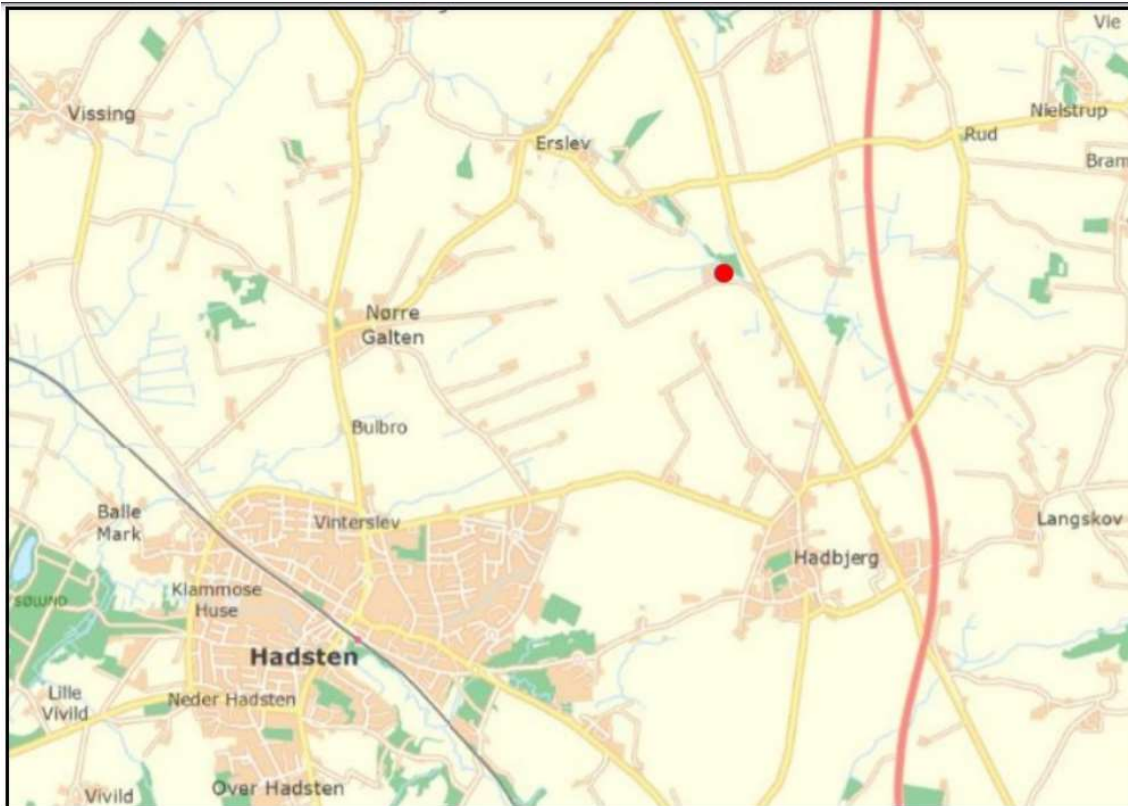 Vie
Vissing
Nielstrup
Rud
Erslev
Bram
Nørre
Galten
Bulbro
Balle
Mark
Vinterslev
Langskov
Hadbjerg
Klammose
Huse
SØLUND
Hadsten
Lille
Vivild
Neder Hadsten
Over Hadsten
Vivild